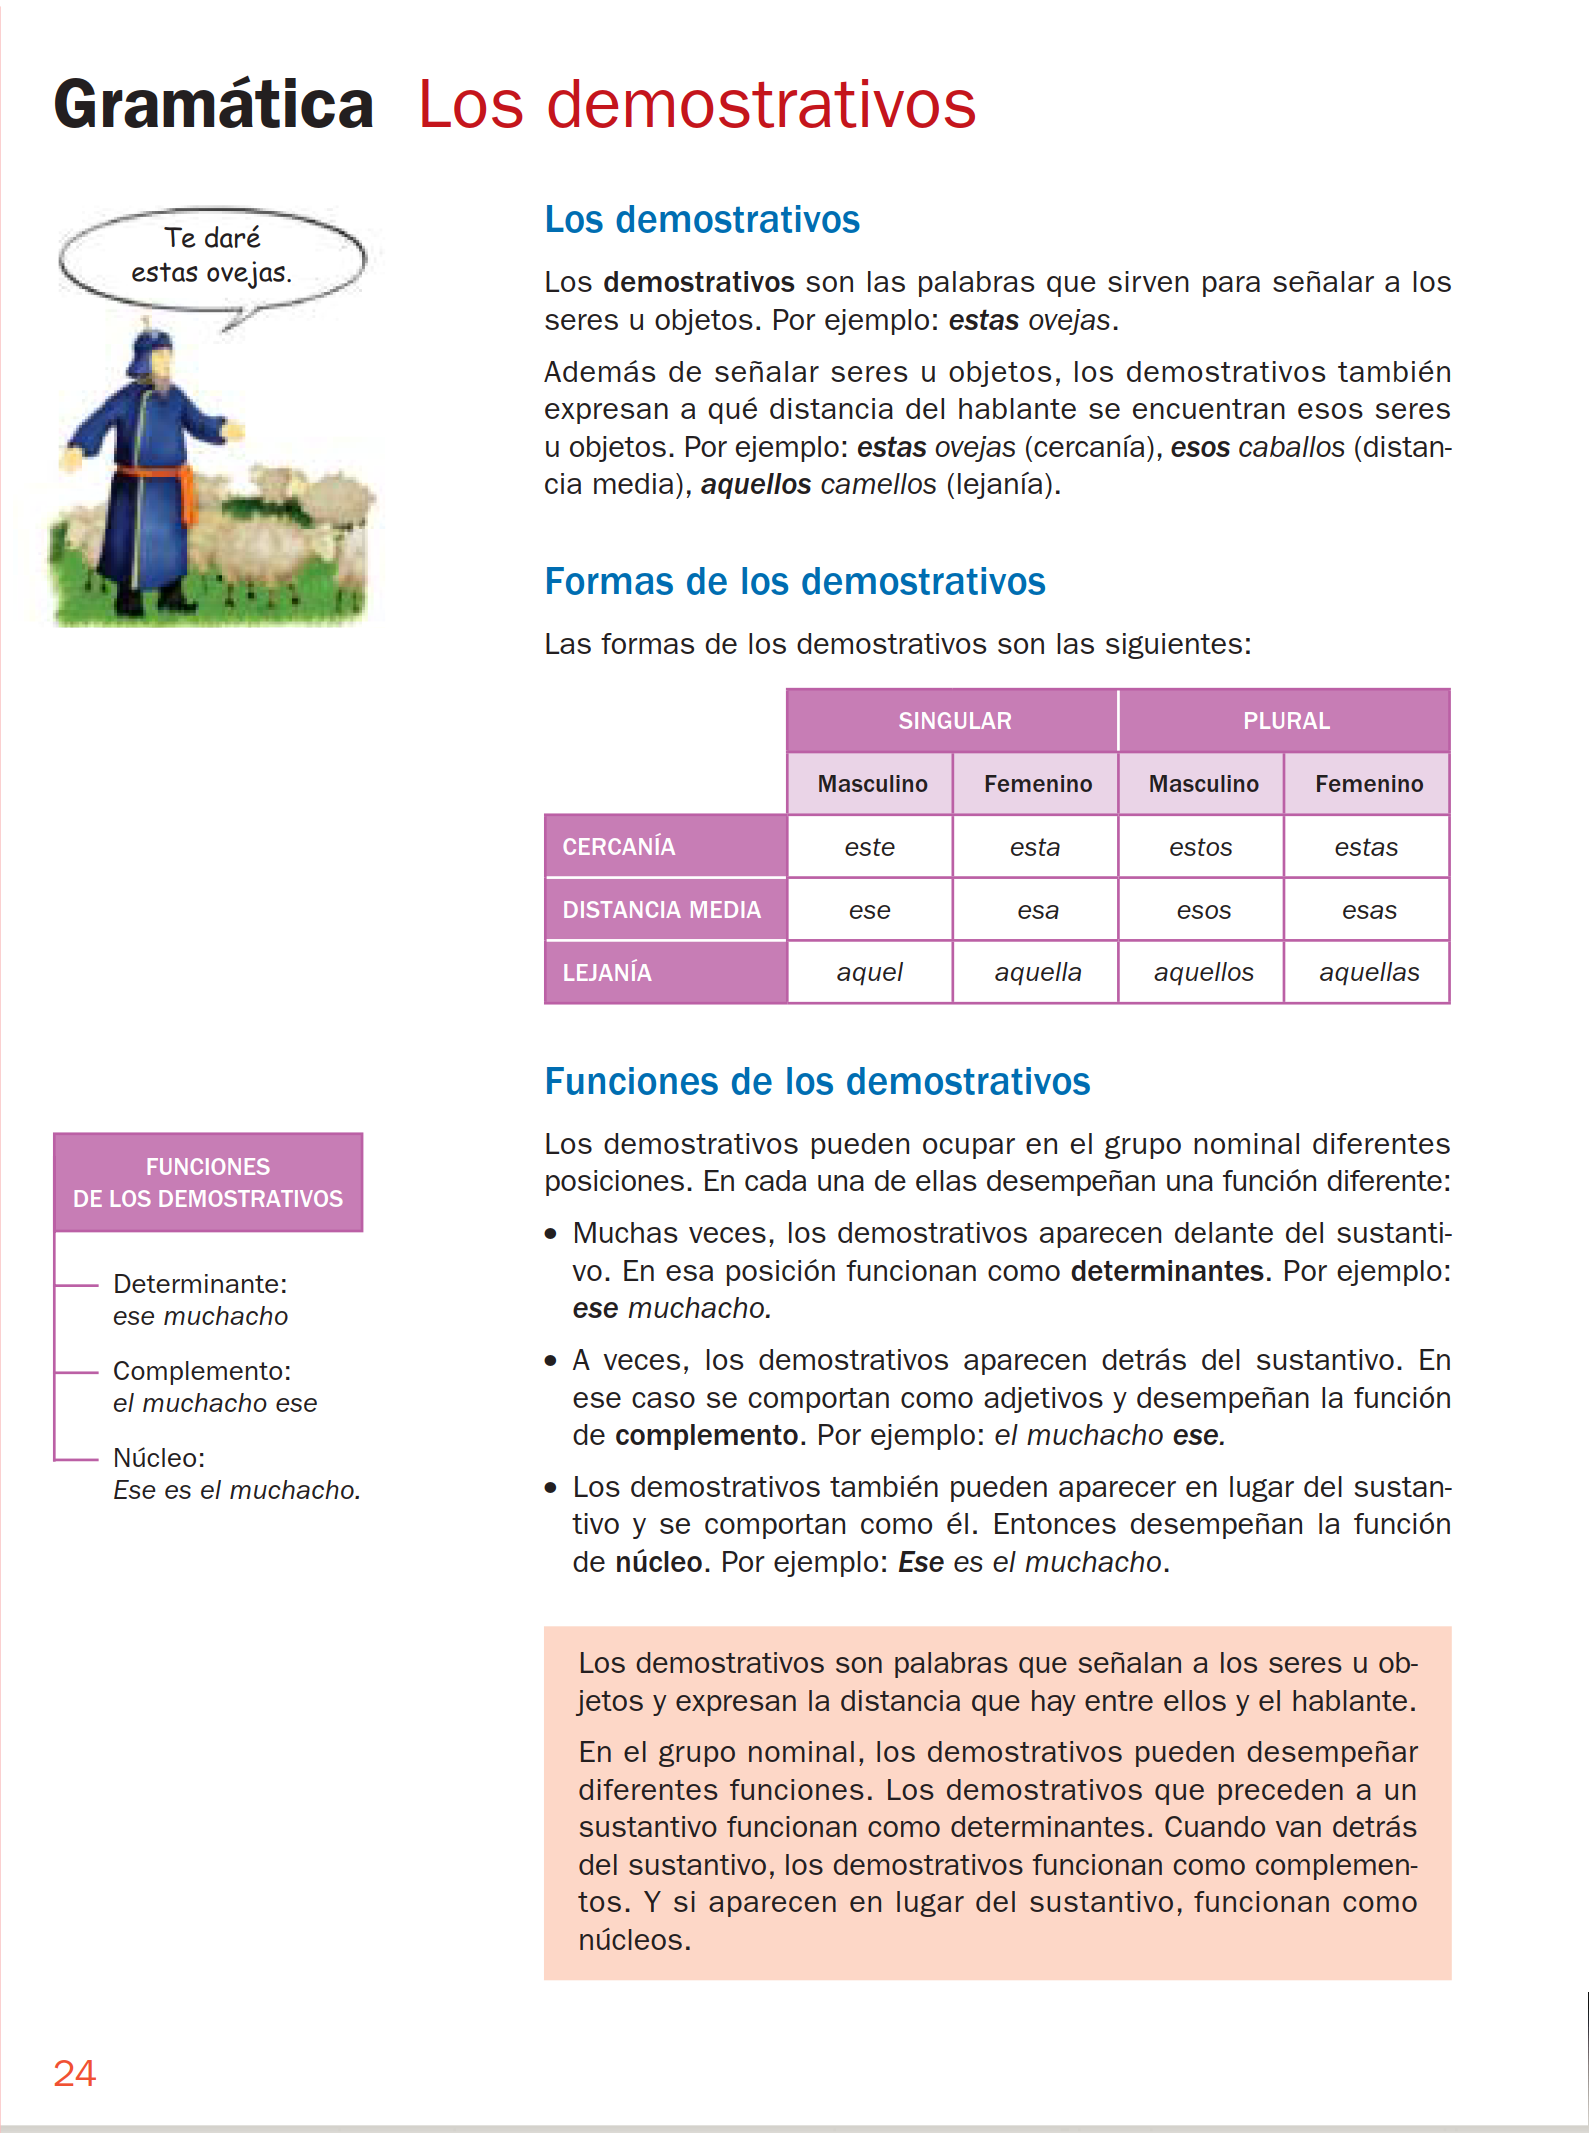 Gramática Los demostrativos
Te daré
estas ovejas.
Los demostrativos
Los demostrativos son las palabras que sirven para señalar a los
seres u objetos. Por ejemplo: estas ovejas.
Además de señalar seres u objetos, los demostrativos también
expresan a qué distancia del hablante se encuentran esos seres
u objetos. Por ejemplo: estas ovejas (cercanía), esos caballos (distan-
cia media), aquellos camellos (lejanía).
Formas de los demostrativos
Las formas de los demostrativos son las siguientes:
SINGULAR PLURAL
Masculino Femenino Masculino Femenino
CERCANÍA este esta estos estas
DISTANCIA MEDIA ese esa esos esas
LEJANÍA aquel aquella aquellos aquellas
Funciones de los demostrativos
Los demostrativos pueden ocupar en el grupo nominal diferentes
posiciones. En cada una de ellas desempeñan una función diferente:
• Muchas veces, los demostrativos aparecen delante del sustanti-
vo. En esa posición funcionan como determinantes. Por ejemplo:
ese muchacho.
• A veces, los demostrativos aparecen detrás del sustantivo. En
ese caso se comportan como adjetivos y desempeñan la función
de complemento. Por ejemplo: el muchacho ese.
• Los demostrativos también pueden aparecer en lugar del sustan-
tivo y se comportan como él. Entonces desempeñan la función
de núcleo. Por ejemplo: Ese es el muchacho.
FUNCIONES
DE LOS DEMOSTRATIVOS
Determinante:
ese muchacho
Complemento:
el muchacho ese
Núcleo:
Ese es el muchacho.
Los demostrativos son palabras que señalan a los seres u ob-
jetos y expresan la distancia que hay entre ellos y el hablante.
En el grupo nominal, los demostrativos pueden desempeñar
diferentes funciones. Los demostrativos que preceden a un
sustantivo funcionan como determinantes. Cuando van detrás
del sustantivo, los demostrativos funcionan como complemen-
tos. Y si aparecen en lugar del sustantivo, funcionan como
núcleos.
24